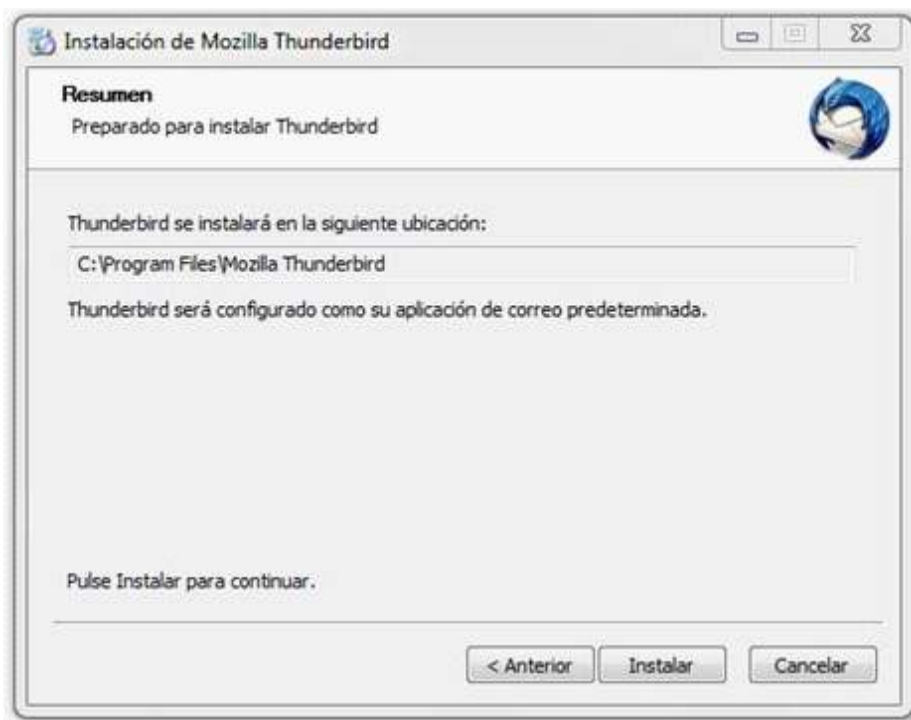 Instalación de Mozilla Thunderbird
Resumen
Preparado para instalar Thunderbird
Thunderbird se instalará en la siguiente ubicación:
C:\Program Files\Mozilla Thunderbird
Thunderbird será configurado como su aplicación de correo predeterminada.
Pulse Instalar para continuar.
< Anterior Instalar Cancelar